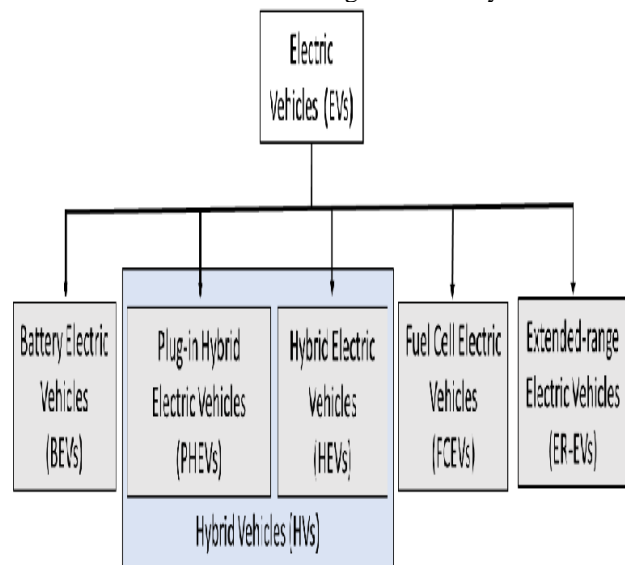 Electric
Vehicles (EVs)
Battery Electric
Vehicles
(BEVs)
Plug-in Hybrid
Electric Vehicles
(PHEVs)
Hybrid Electric
Vehicles
(HEVs)
Fuel Cell Electric
Vehicles
(FCEVs)
Extended-range
Electric Vehicles
(ER-EVs)
Hybrid Vehicles (HVs)